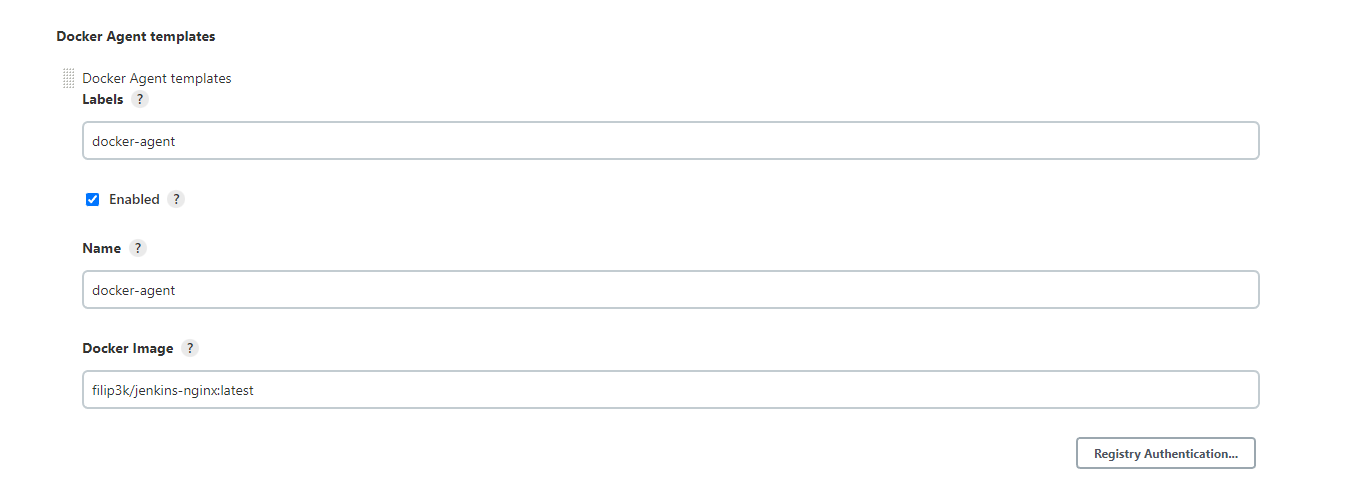 Docker Agent templates
Docker Agent templates
Labels ?
docker-agent
Enabled ?
Name ?
docker-agent
Docker Image ?
filip3k/jenkins-nginx:latest
Registry Authentication...